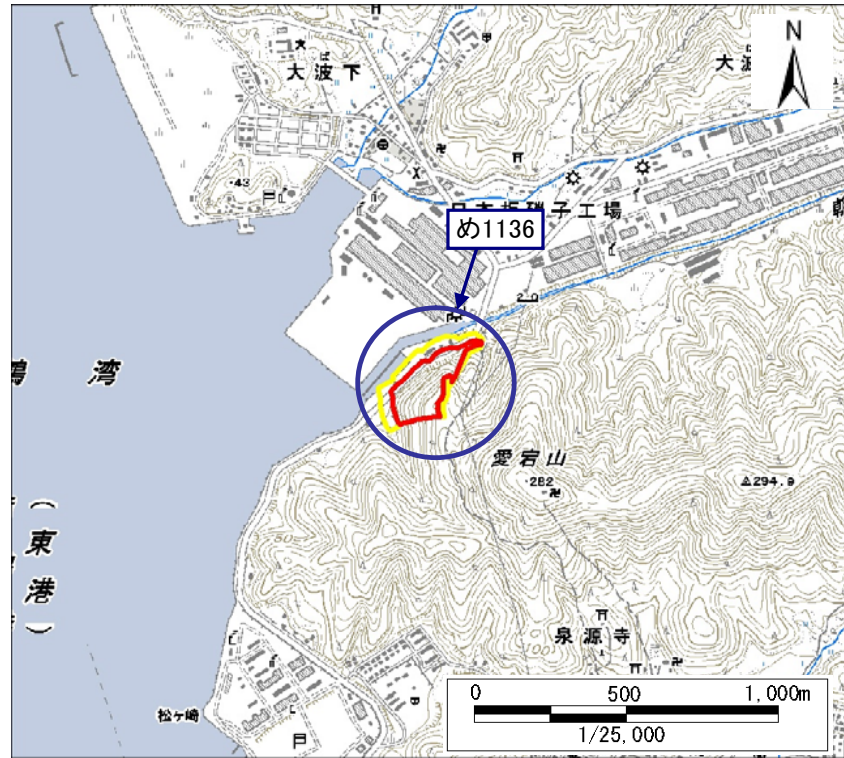 N
大波下
大波
43
日本板硝子工場
め1136
2.0
湾
愛宕山
282
294.9
（東港）
泉源寺
松ヶ崎
0 500 1,000m
1/25,000